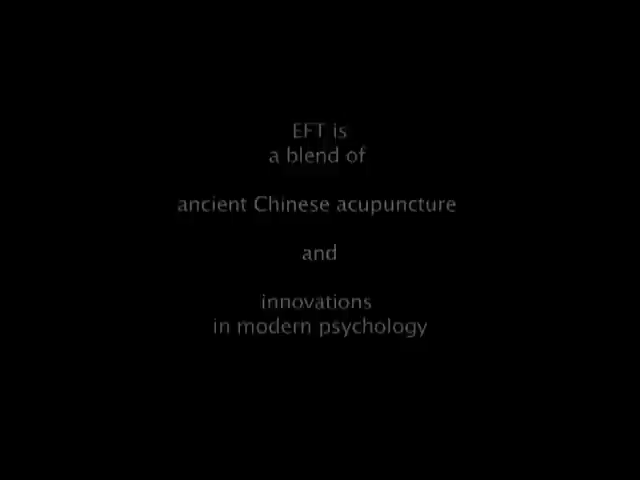 EFT is
a blend of
ancient Chinese acupuncture
and
innovations
in modern psychology